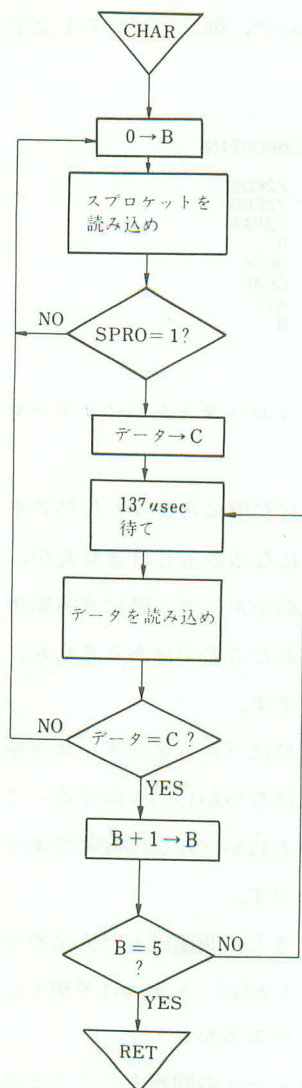 CHAR
0→B
スプロケットを
読み込め
NO
SPRO=1?
データ→C
137μsec
待て
データを読み込め
NO
データ=C?
YES
B+1→B
B=5
?
NO
YES
RET